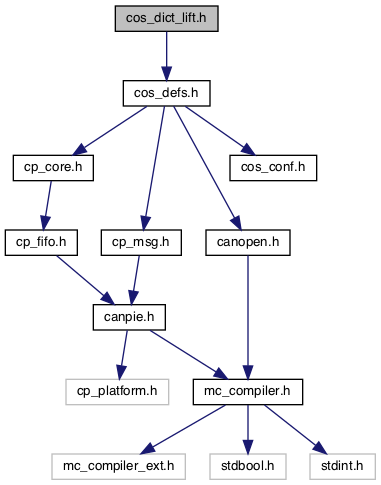 cos_dict_lift.h
cos_defs.h
cp_core.h
cos_conf.h
cp_fifo.h
cp_msg.h
canopen.h
canpie.h
cp_platform.h
mc_compiler.h
mc_compiler_ext.h
stdbool.h
stdint.h